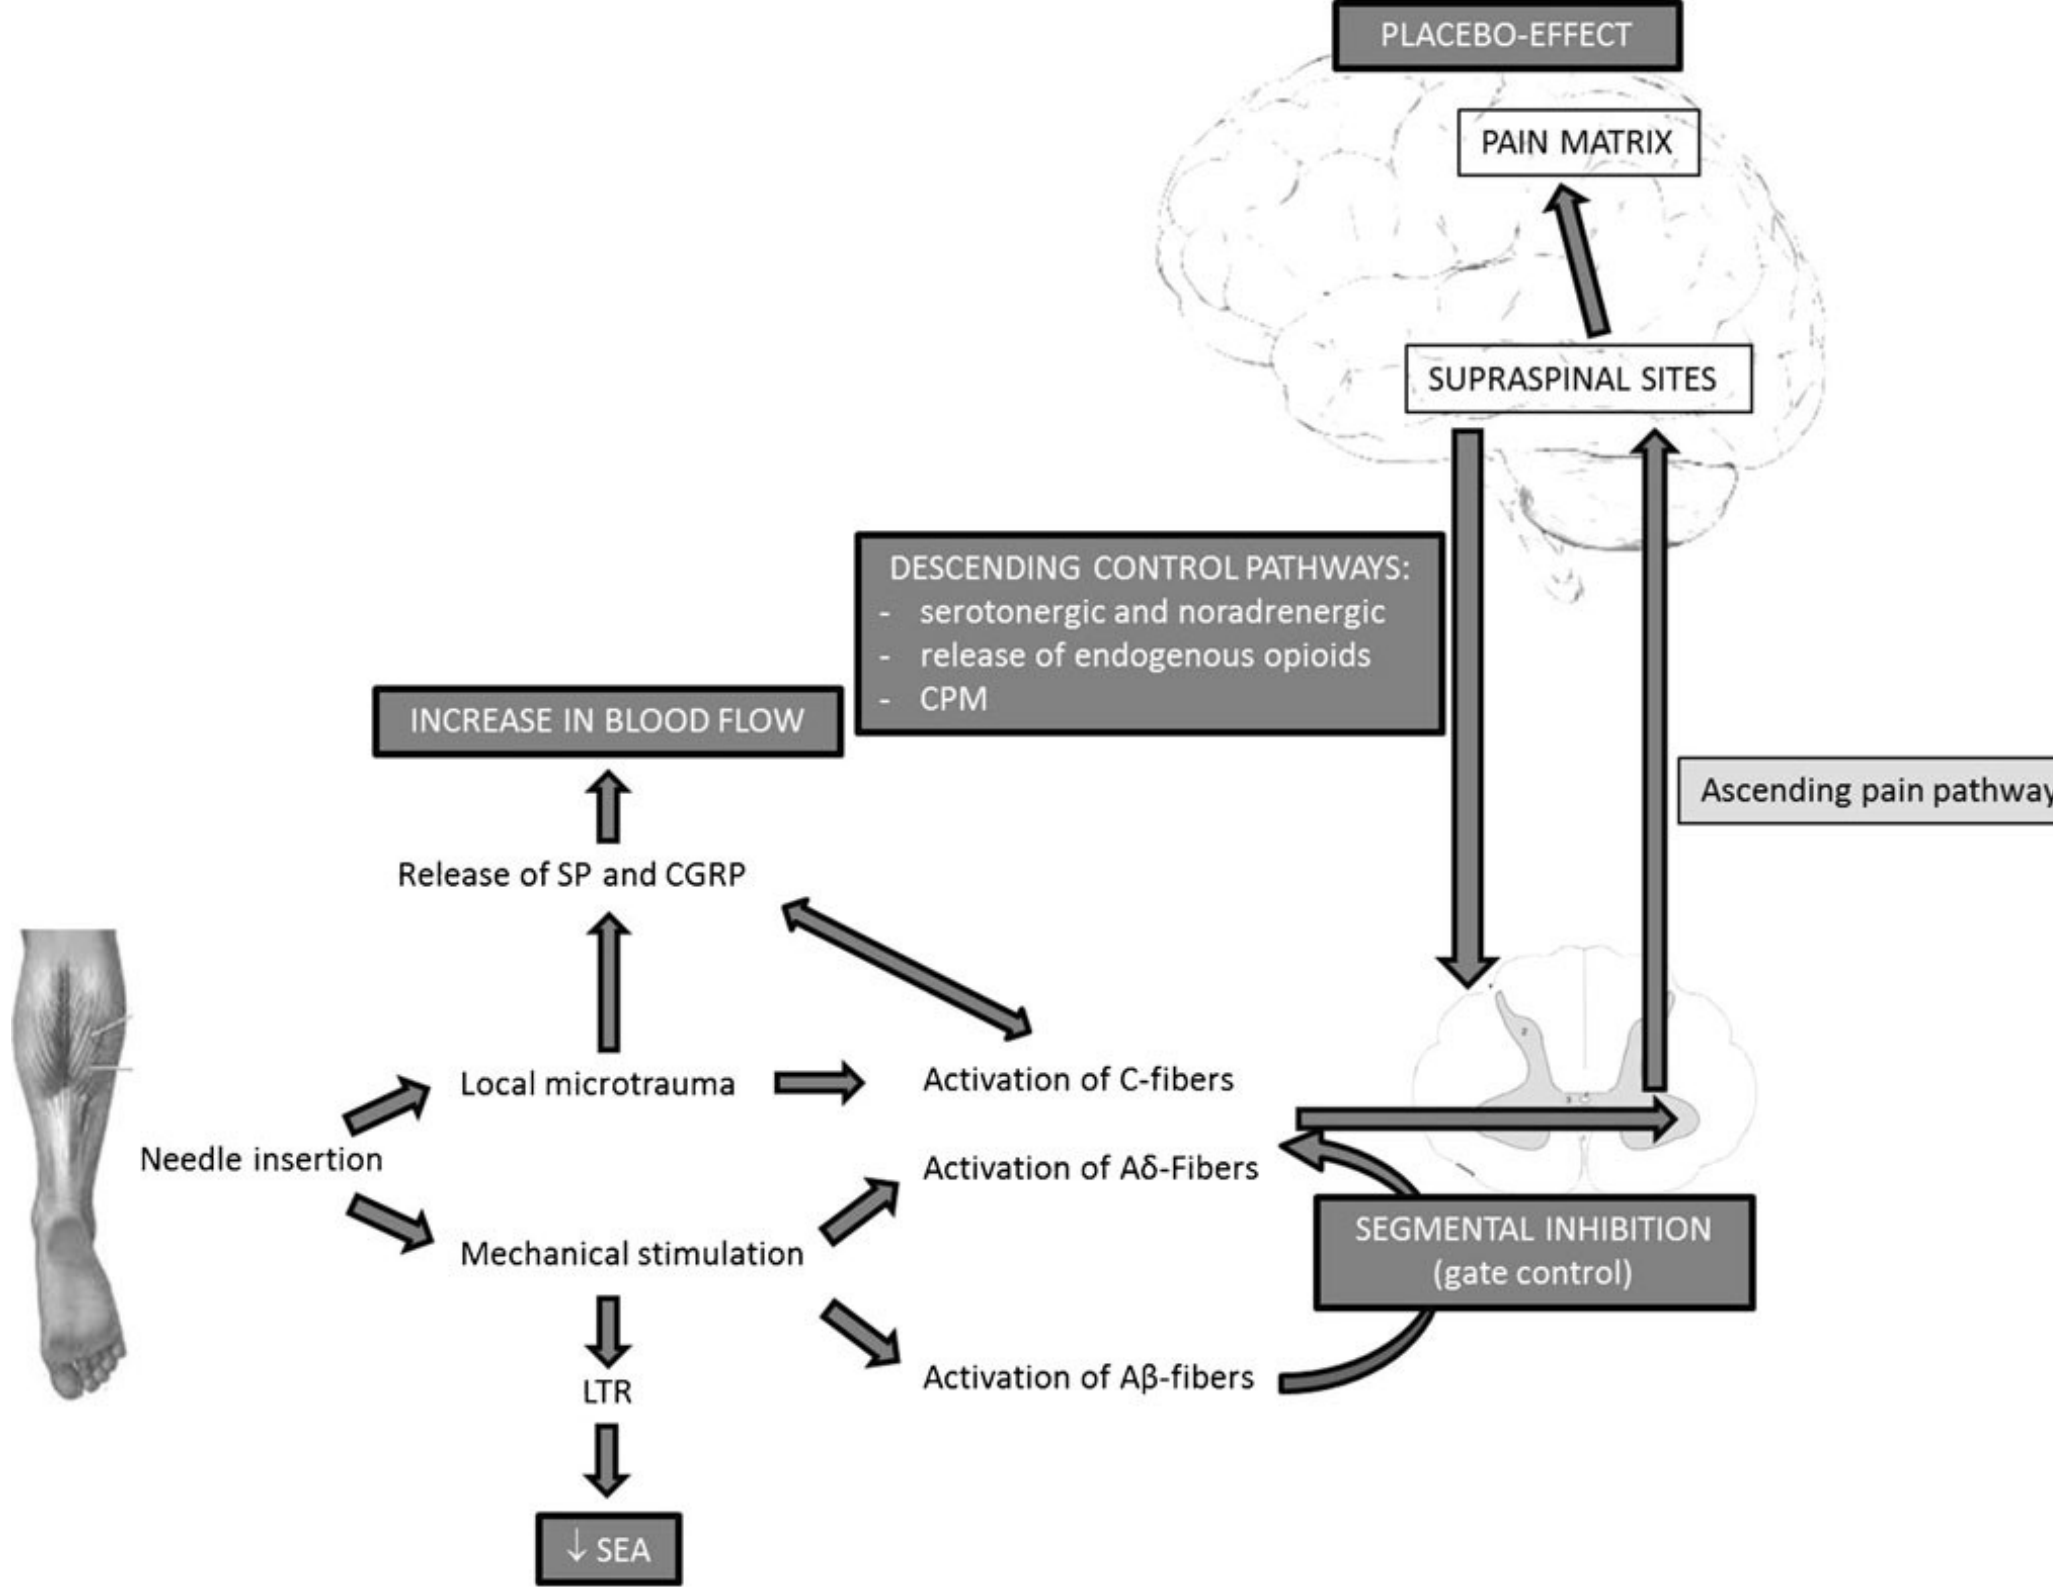 PLACEBO-EFFECT
PAIN MATRIX
SUPRASPINAL SITES
DESCENDING CONTROL PATHWAYS:
- serotonergic and noradrenergic
- release of endogenous opioids
- CPM
INCREASE IN BLOOD FLOW
Ascending pain pathway
Release of SP and CGRP
Local microtrauma
Activation of C-fibers
Needle insertion
Activation of Aδ-Fibers
Mechanical stimulation
SEGMENTAL INHIBITION
(gate control)
LTR
Activation of Aβ-fibers
↓ SEA